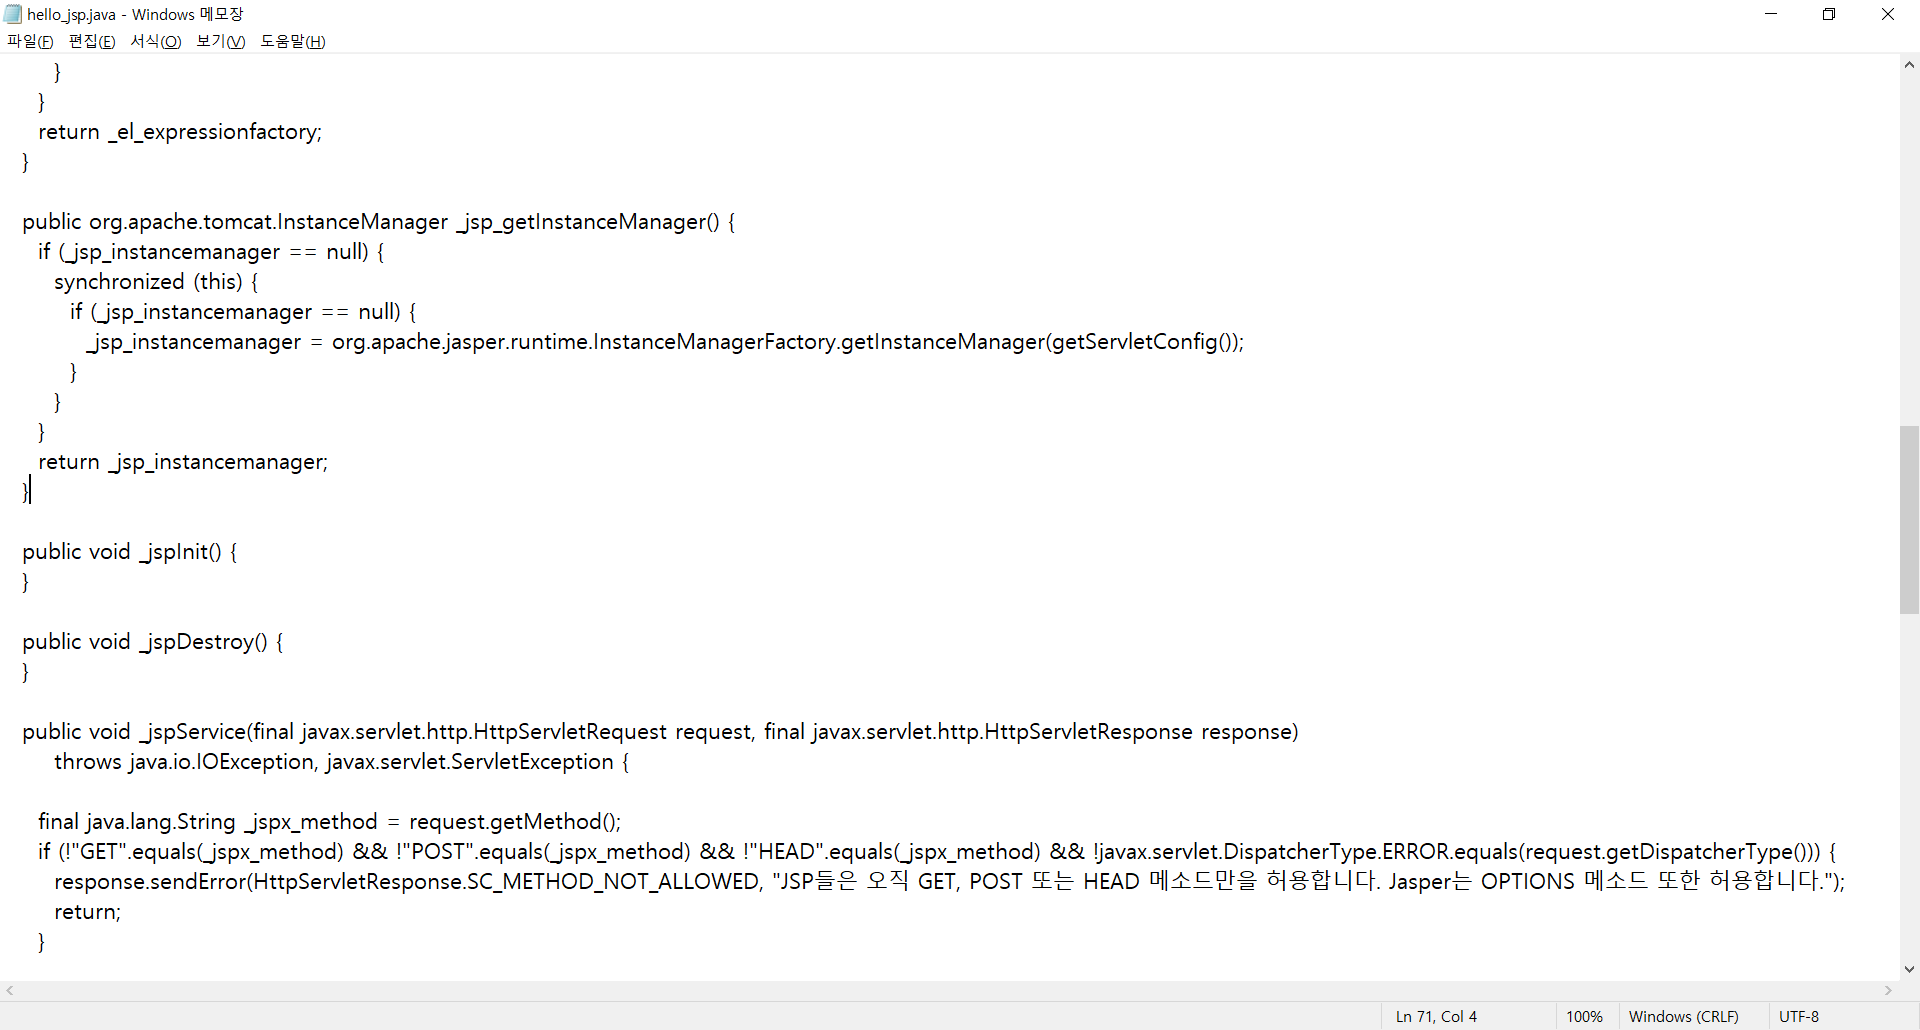 hello_jsp.java - Windows 메모장
파일(F) 편집(E) 서식(O) 보기(V) 도움말(H)
}
}
return _el_expressionfactory;
}
public org.apache.tomcat.InstanceManager _jsp_getInstanceManager() {
if (_jsp_instancemanager == null) {
synchronized (this) {
if (_jsp_instancemanager == null) {
_jsp_instancemanager = org.apache.jasper.runtime.InstanceManagerFactory.getInstanceManager(getServletConfig());
}
}
}
return _jsp_instancemanager;
}
public void _jspInit() {
}
public void _jspDestroy() {
}
public void _jspService(final javax.servlet.http.HttpServletRequest request, final javax.servlet.http.HttpServletResponse response)
throws java.io.IOException, javax.servlet.ServletException {
final java.lang.String _jspx_method = request.getMethod();
if (!"GET".equals(_jspx_method) && !"POST".equals(_jspx_method) && !"HEAD".equals(_jspx_method) && !javax.servlet.DispatcherType.ERROR.equals(request.getDispatcherType())) {
response.sendError(HttpServletResponse.SC_METHOD_NOT_ALLOWED, "JSP들은 오직 GET, POST 또는 HEAD 메소드만을 허용합니다. Jasper는 OPTIONS 메소드 또한 허용합니다.");
return;
}
Ln 71, Col 4 100% Windows (CRLF) UTF-8